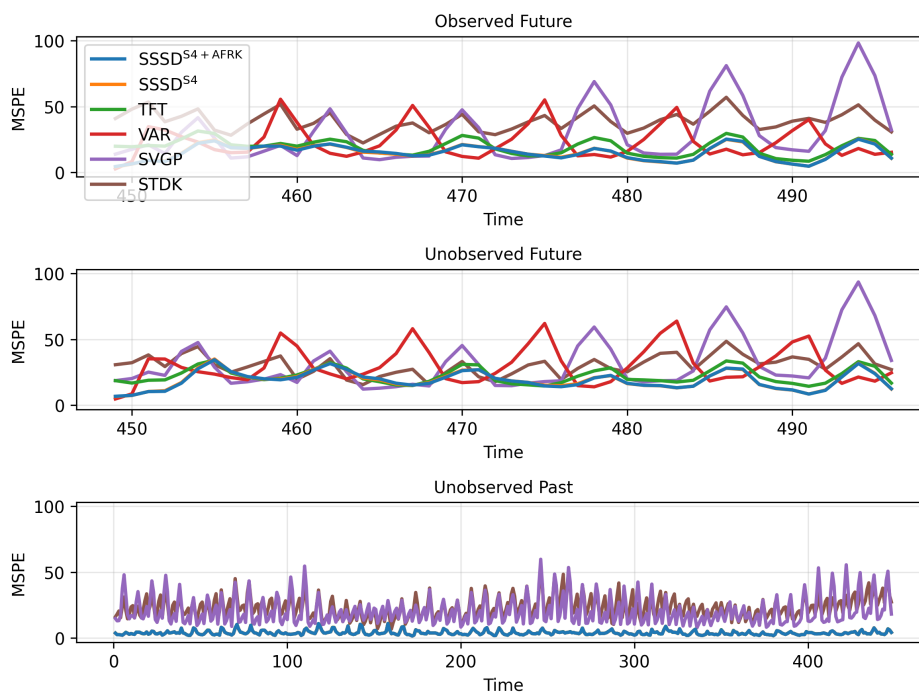 Observed Future
MSPE
100
50
0
SSSD^S4+AFRK
SSSD^S4
TFT
VAR
SVGP
STDK
450 460 470 480 490
Time
Unobserved Future
MSPE
100
50
0
450 460 470 480 490
Time
Unobserved Past
MSPE
100
50
0
0 100 200 300 400
Time